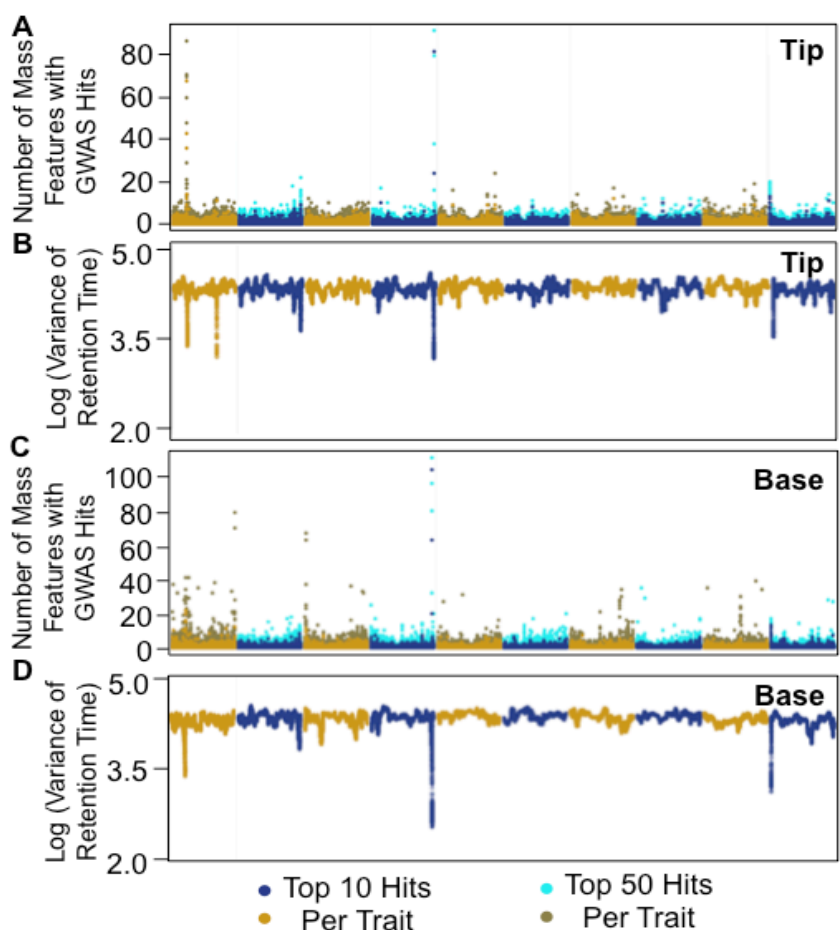 A
Tip
Number of Mass
Features with
GWAS Hits
80
60
40
20
0
B
Tip
Log (Variance of
Retention Time)
5.0
3.5
2.0
C
Base
Number of Mass
Features with
GWAS Hits
100
80
60
40
20
0
D
Base
Log (Variance of
Retention Time)
5.0
3.5
2.0
Top 10 Hits
Top 50 Hits
Per Trait
Per Trait